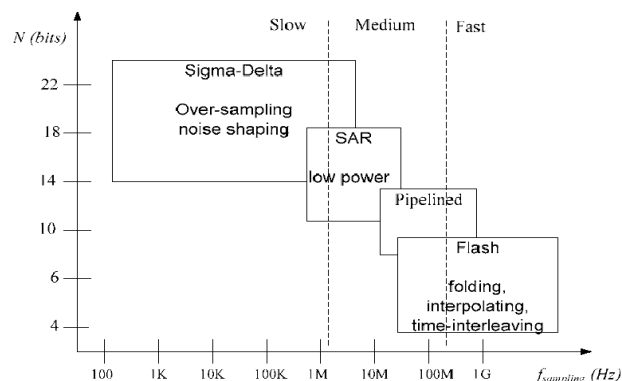 Slow Medium Fast
N (bits)
Sigma-Delta
22
Over-sampling
noise shaping
18
SAR
14
low power
Pipelined
10
Flash
6
folding,
interpolating,
4
time-interleaving
100 1K 10K 100K 1M 10M 100M 1G fsampling (Hz)